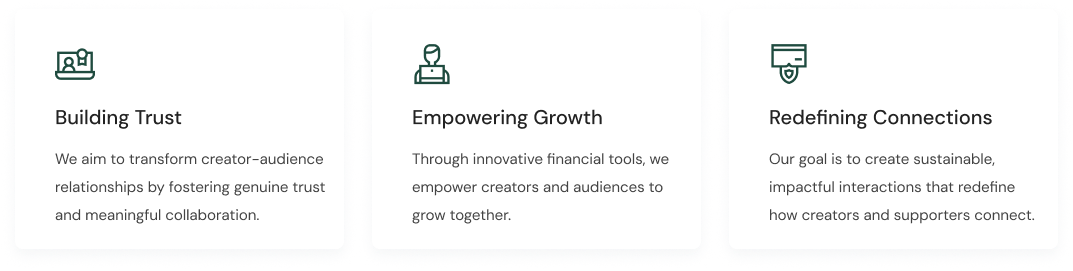 Building Trust
We aim to transform creator-audience
relationships by fostering genuine trust
and meaningful collaboration.
Empowering Growth
Through innovative financial tools, we
empower creators and audiences to
grow together.
Redefining Connections
Our goal is to create sustainable,
impactful interactions that redefine
how creators and supporters connect.